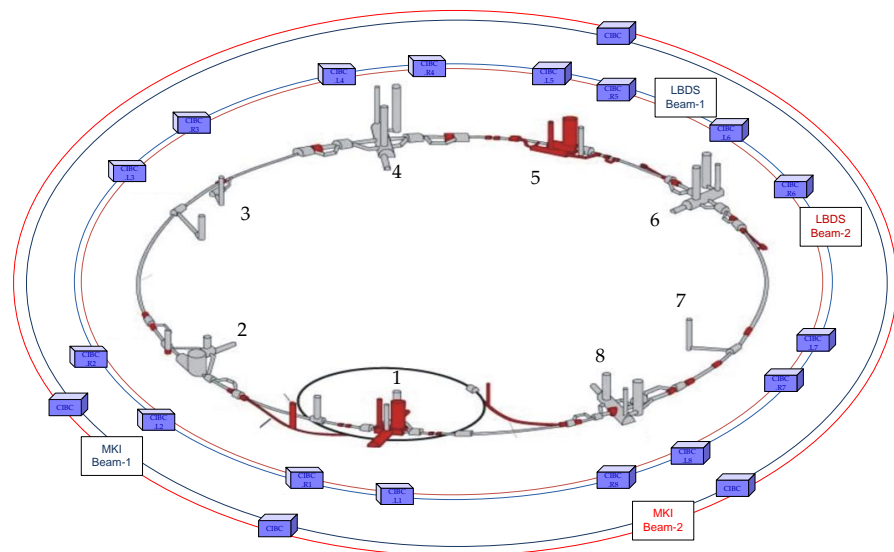 CIBC
CIBC
.L4
CIBC
.R4
CIBC
.L5
CIBC
.R5
LBDS
Beam-1
CIBC
.R3
CIBC
.L6
CIBC
.L3
4
5
CIBC
.R6
3
6
LBDS
Beam-2
2
7
CIBC
.L7
CIBC
.R2
8
1
CIBC
.R7
CIBC
CIBC
.L2
MKI
Beam-1
CIBC
.L8
CIBC
.R1
CIBC
.R8
CIBC
CIBC
.L1
MKI
Beam-2
CIBC